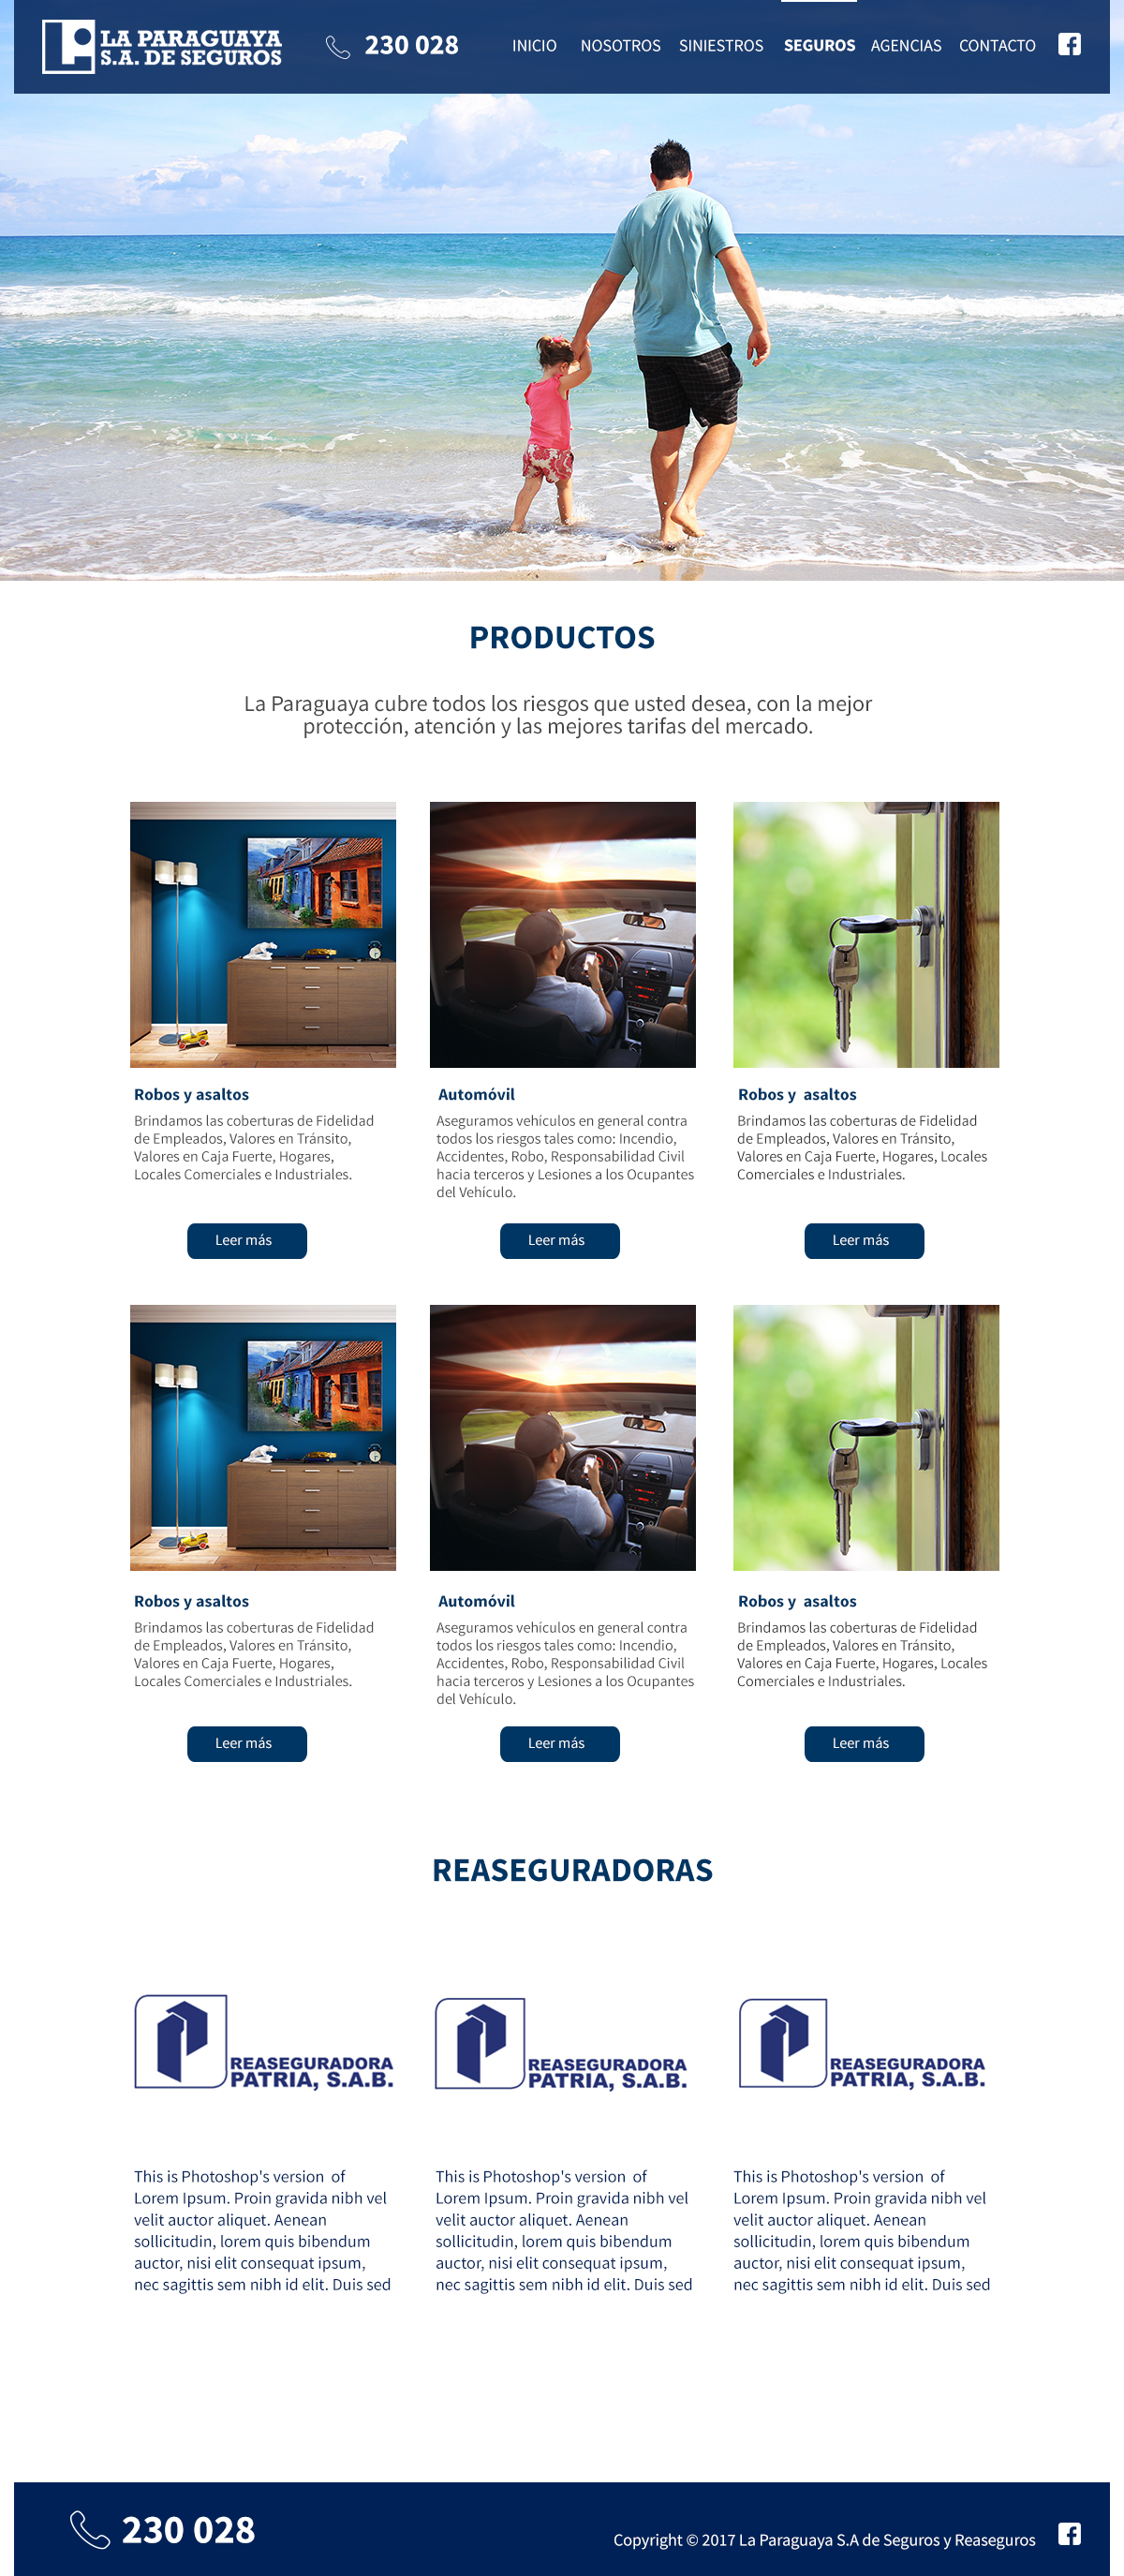 LA PARAGUAYA
S.A. DE SEGUROS
230 028
INICIO NOSOTROS SINIESTROS SEGUROS AGENCIAS CONTACTO
PRODUCTOS
La Paraguaya cubre todos los riesgos que usted desea, con la mejor
protección, atención y las mejores tarifas del mercado.
Robos y asaltos
Brindamos las coberturas de Fidelidad
de Empleados, Valores en Tránsito,
Valores en Caja Fuerte, Hogares,
Locales Comerciales e Industriales.
Leer más
Automóvil
Aseguramos vehículos en general contra
todos los riesgos tales como: Incendio,
Accidentes, Robo, Responsabilidad Civil
hacia terceros y Lesiones a los Ocupantes
del Vehículo.
Leer más
Robos y asaltos
Brindamos las coberturas de Fidelidad
de Empleados, Valores en Tránsito,
Valores en Caja Fuerte, Hogares, Locales
Comerciales e Industriales.
Leer más
Robos y asaltos
Brindamos las coberturas de Fidelidad
de Empleados, Valores en Tránsito,
Valores en Caja Fuerte, Hogares,
Locales Comerciales e Industriales.
Leer más
Automóvil
Aseguramos vehículos en general contra
todos los riesgos tales como: Incendio,
Accidentes, Robo, Responsabilidad Civil
hacia terceros y Lesiones a los Ocupantes
del Vehículo.
Leer más
Robos y asaltos
Brindamos las coberturas de Fidelidad
de Empleados, Valores en Tránsito,
Valores en Caja Fuerte, Hogares, Locales
Comerciales e Industriales.
Leer más
REASEGURADORAS
REASEGURADORA
PATRIA, S.A.B.
This is Photoshop's version of
Lorem Ipsum. Proin gravida nibh vel
velit auctor aliquet. Aenean
sollicitudin, lorem quis bibendum
auctor, nisi elit consequat ipsum,
nec sagittis sem nibh id elit. Duis sed
REASEGURADORA
PATRIA, S.A.B.
This is Photoshop's version of
Lorem Ipsum. Proin gravida nibh vel
velit auctor aliquet. Aenean
sollicitudin, lorem quis bibendum
auctor, nisi elit consequat ipsum,
nec sagittis sem nibh id elit. Duis sed
REASEGURADORA
PATRIA, S.A.B.
This is Photoshop's version of
Lorem Ipsum. Proin gravida nibh vel
velit auctor aliquet. Aenean
sollicitudin, lorem quis bibendum
auctor, nisi elit consequat ipsum,
nec sagittis sem nibh id elit. Duis sed
230 028
Copyright © 2017 La Paraguaya S.A de Seguros y Reaseguros